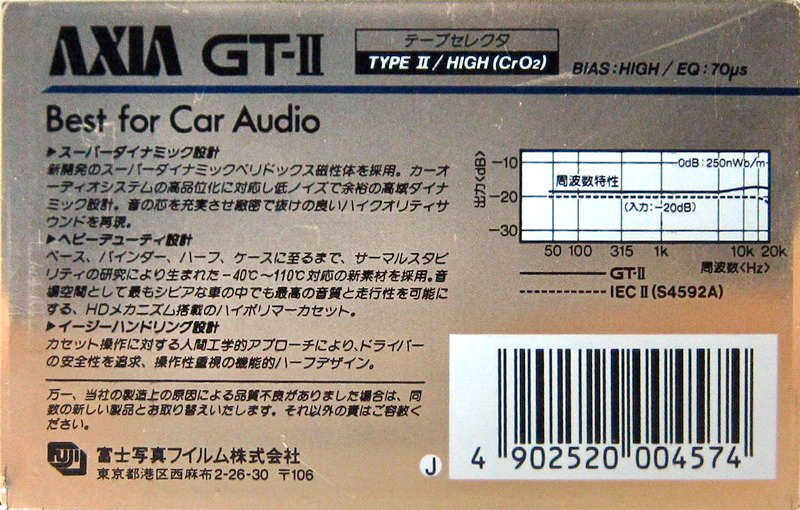 AXIA GT-II
テープセレクタ
TYPE II / HIGH (CrO2)
BIAS:HIGH / EQ:70μs
Best for Car Audio
▶スーパーダイナミック設計
新開発のスーパーダイナミックベリドックス磁性体を採用。カーオ
ーディオシステムの高品位化に対応し低ノイズで余裕の高域ダイナ
ミック設計。音の芯を充実させ緻密で抜けの良いハイクオリティサ
ウンドを再現。
▶ヘビーデューティ設計
ベース、バインダー、ハーフ、ケースに至るまで、サーマルスタビ
リティの研究により生まれた-40℃~110℃対応の新素材を採用。音
場空間として最もシビアな車の中でも最高の音質と走行性を可能に
する、HDメカニズム搭載のハイポリマーカセット。
▶イージーハンドリング設計
カセット操作に対する人間工学的アプローチにより、ドライバー
の安全性を追求、操作性重視の機能的ハーフデザイン。
万一、当社の製造上の原因による品質不良がありました場合は、同
数の新しい製品とお取り替えいたします。それ以外の責はご容赦く
ださい。
FUJI
富士写真フイルム株式会社
東京都港区西麻布2-26-30 〒106
出力<dB>
-10
-20
-30
0dB:250nWb/m
周波数特性
(入力:-20dB)
50 100 315 1k 10k 20k
周波数<Hz>
GT-II
IEC II (S4592A)
J
4 902520 004574